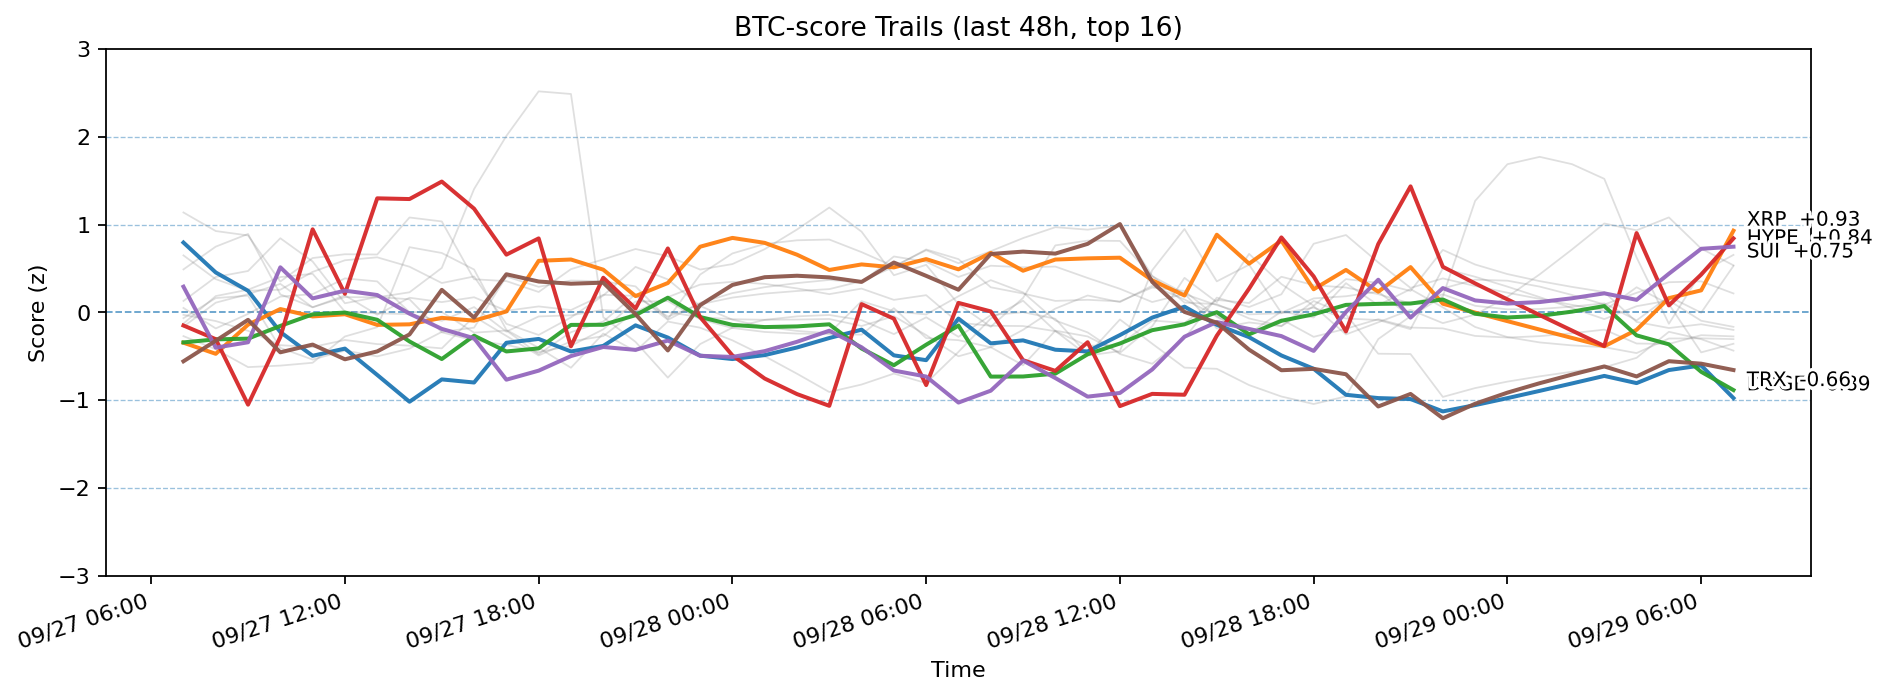 BTC-score Trails (last 48h, top 16)
Score (z)
3
2
1
0
−1
−2
−3
XRP +0.93
HYPE +0.84
SUI +0.75
TRX −0.66
09/27 06:00
09/27 12:00
09/27 18:00
09/28 00:00
09/28 06:00
09/28 12:00
09/28 18:00
09/29 00:00
09/29 06:00
Time